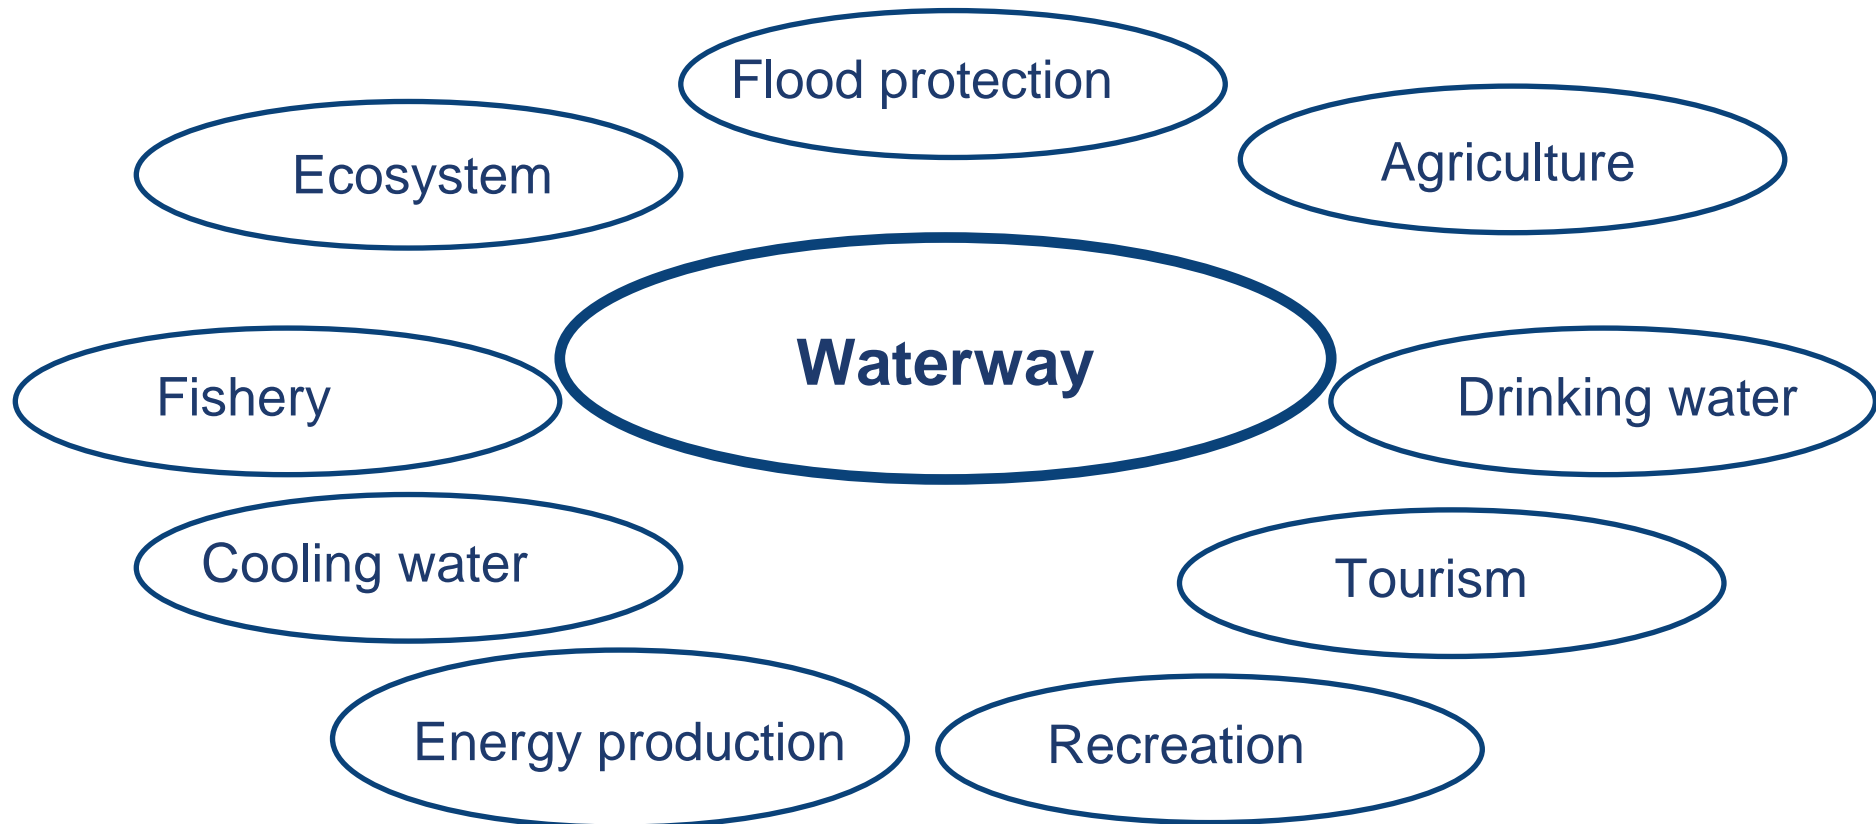 Flood protection
Ecosystem
Agriculture
Waterway
Fishery
Drinking water
Cooling water
Tourism
Energy production
Recreation